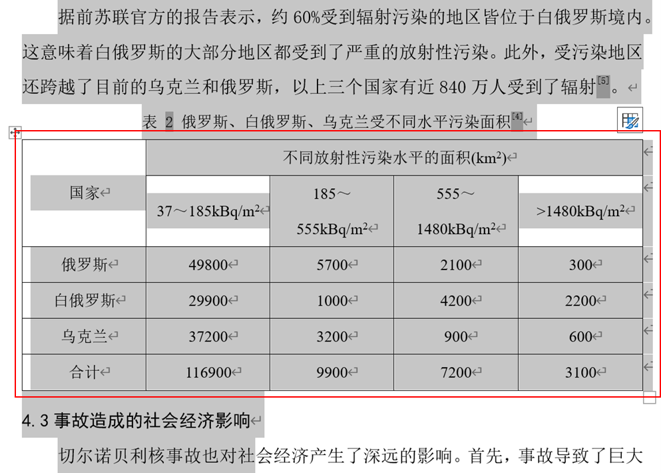 据前苏联官方的报告表示，约 60%受到辐射污染的地区皆位于白俄罗斯境内。
这意味着白俄罗斯的大部分地区都受到了严重的放射性污染。此外，受污染地区
还跨越了目前的乌克兰和俄罗斯，以上三个国家有近 840 万人受到了辐射[5]。
表 2 俄罗斯、白俄罗斯、乌克兰受不同水平污染面积[4]
国家
不同放射性污染水平的面积(km²)
37～185kBq/m²
185～
555kBq/m²
555～
1480kBq/m²
>1480kBq/m²
俄罗斯 49800 5700 2100 300
白俄罗斯 29900 1000 4200 2200
乌克兰 37200 3200 900 600
合计 116900 9900 7200 3100
4.3 事故造成的社会经济影响
切尔诺贝利核事故也对社会经济产生了深远的影响。首先，事故导致了巨大